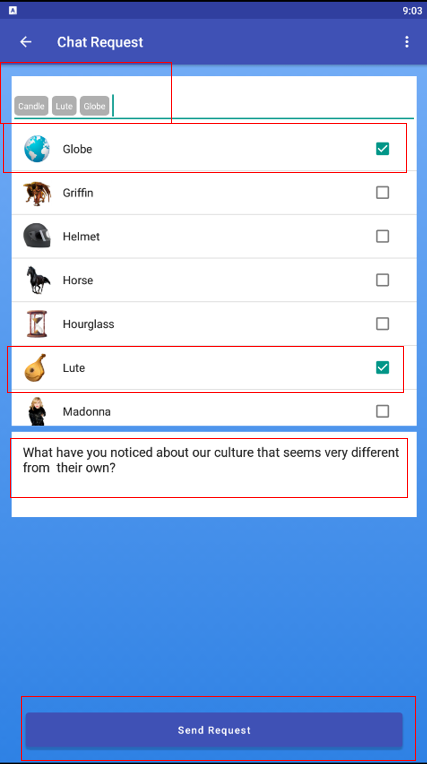 A
9:03
Chat Request
Candle Lute Globe
Globe
Griffin
Helmet
Horse
Hourglass
Lute
Madonna
What have you noticed about our culture that seems very different
from  their own?
Send Request